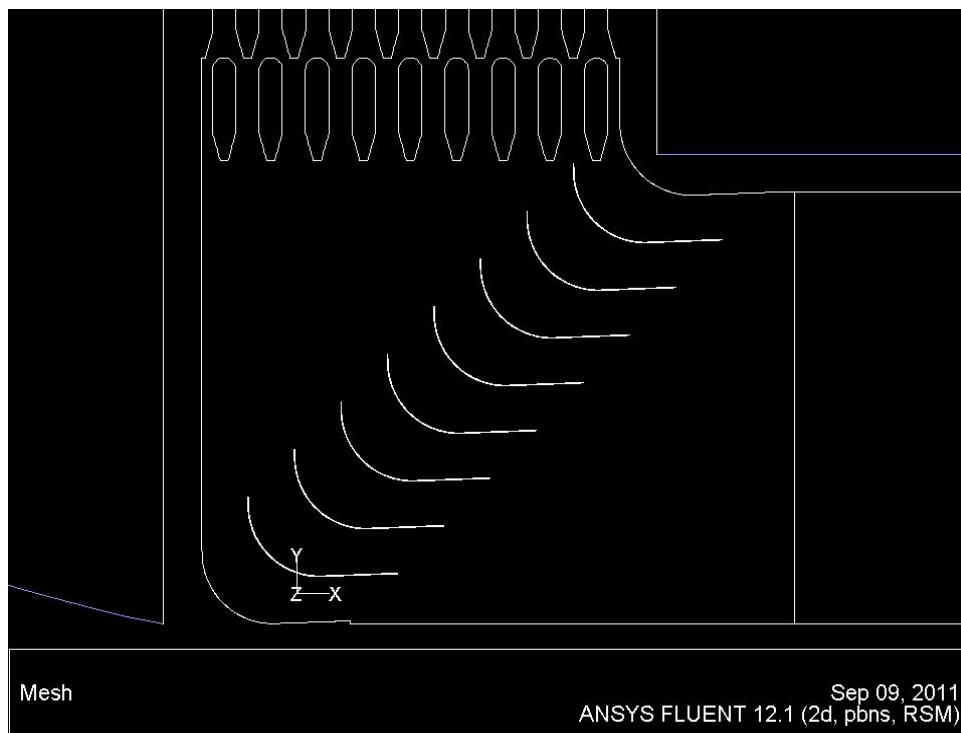 Y
Z X
Mesh
Sep 09, 2011
ANSYS FLUENT 12.1 (2d, pbns, RSM)